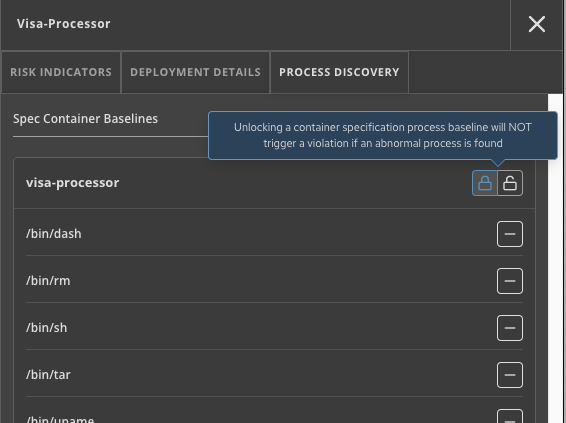 Visa-Processor
RISK INDICATORS
DEPLOYMENT DETAILS
PROCESS DISCOVERY
Spec Container Baselines
Unlocking a container specification process baseline will NOT
trigger a violation if an abnormal process is found
visa-processor
/bin/dash
/bin/rm
/bin/sh
/bin/tar
/bin/uname